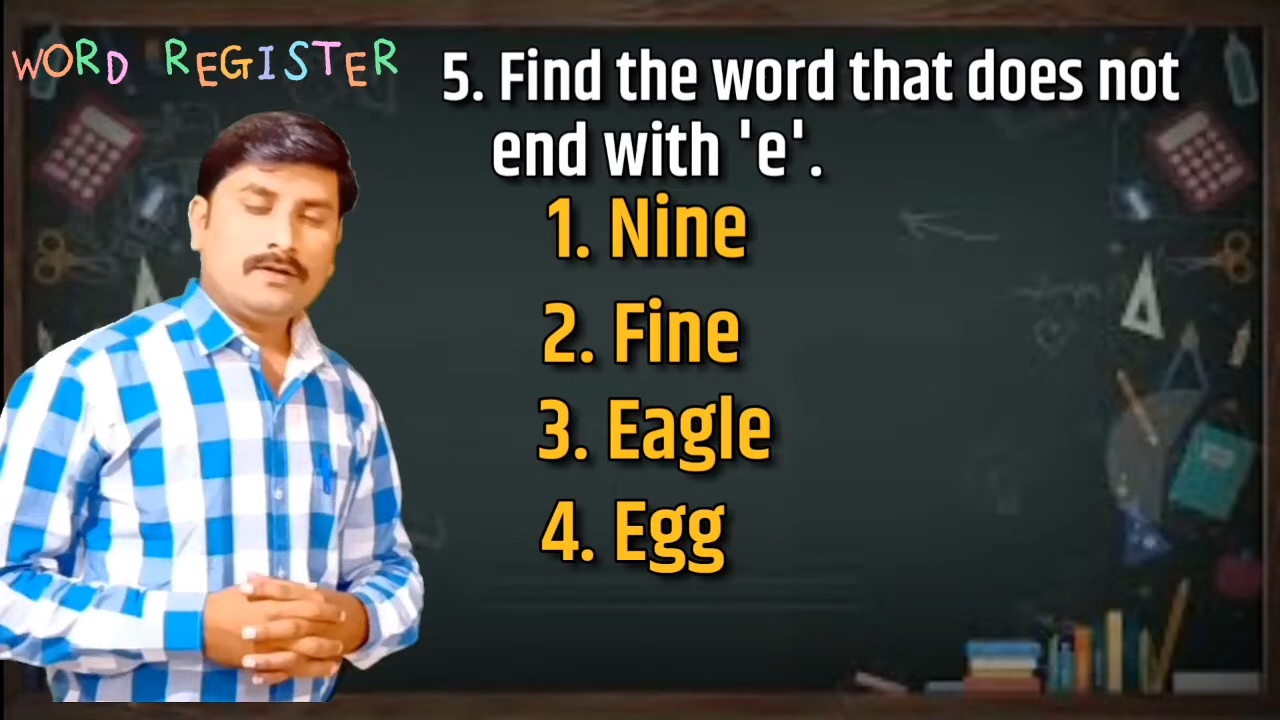 WORD REGISTER
5. Find the word that does not
end with 'e'.
1. Nine
2. Fine
3. Eagle
4. Egg